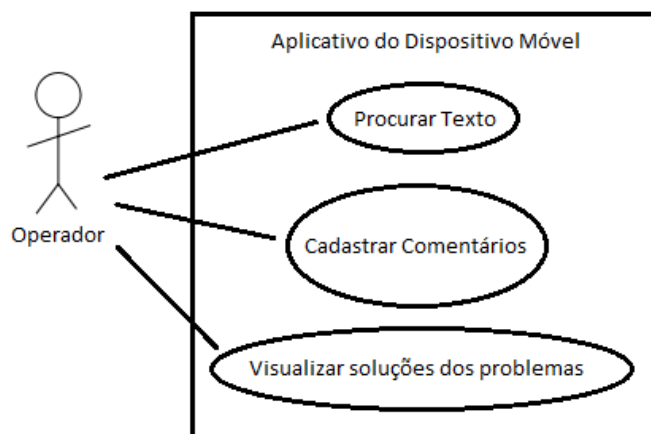 Aplicativo do Dispositivo Móvel
Procurar Texto
Operador
Cadastrar Comentários
Visualizar soluções dos problemas